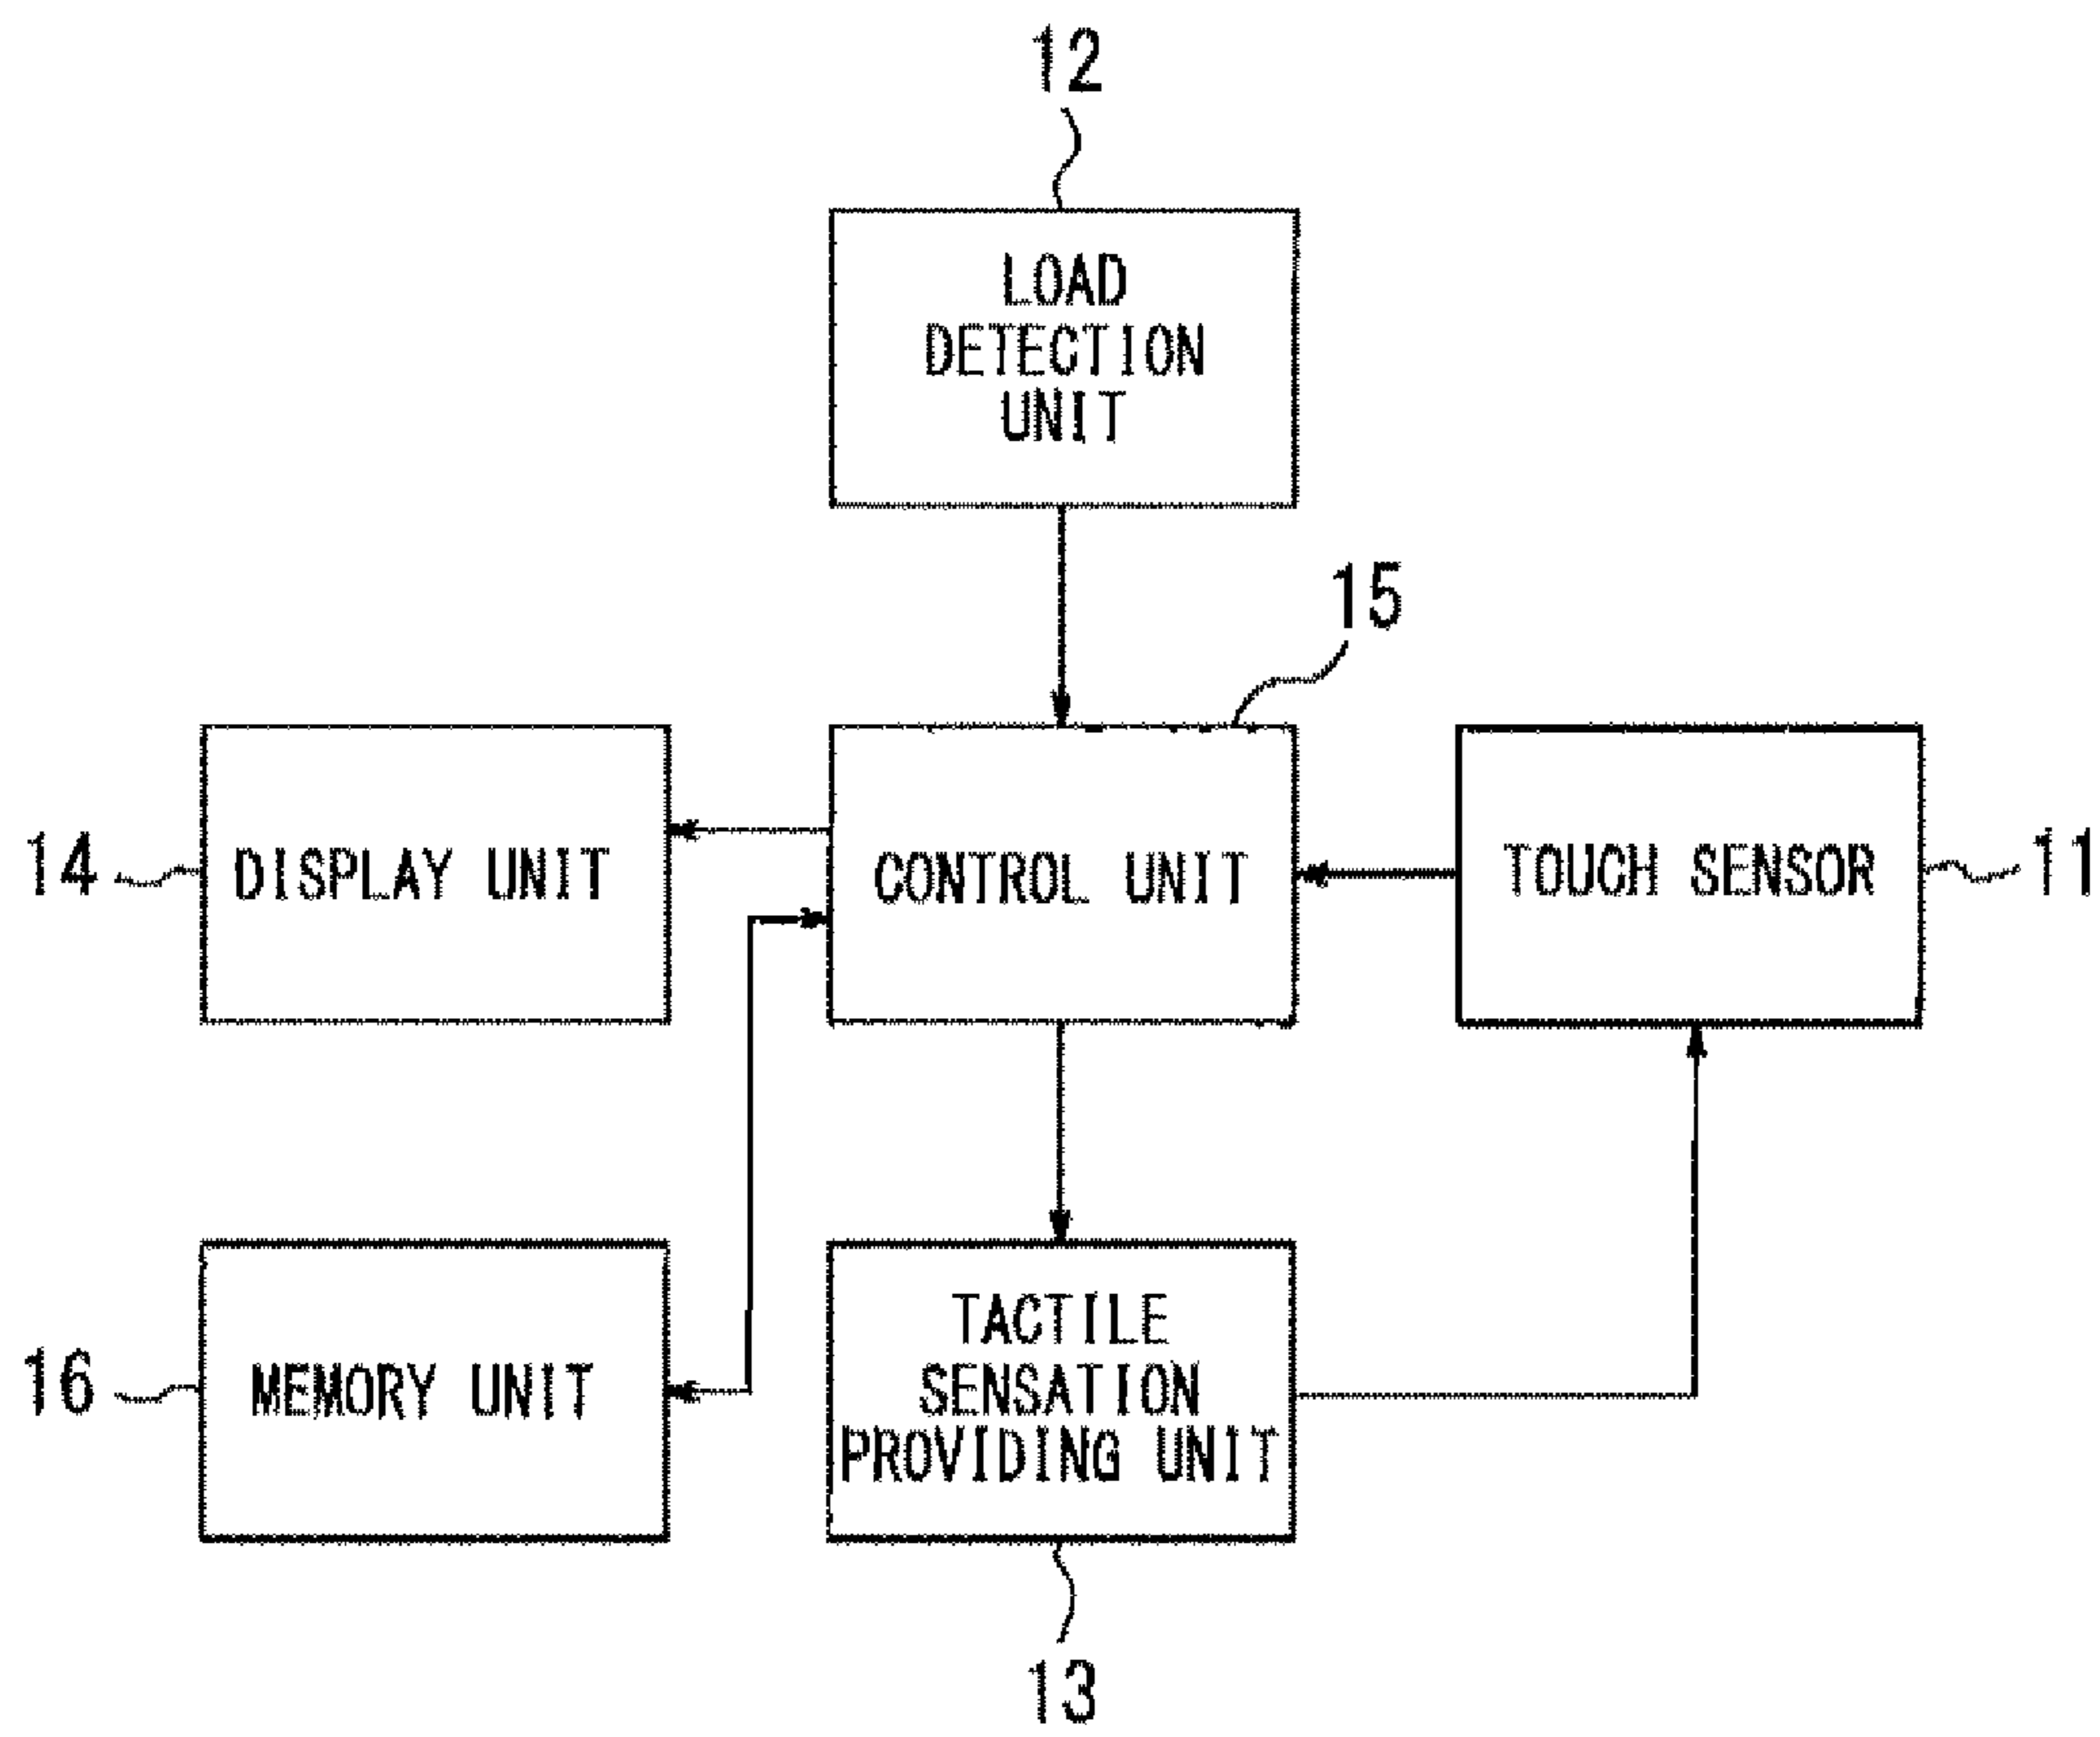 12
LOAD
DETECTION
UNIT
15
14
DISPLAY UNIT
CONTROL UNIT
TOUCH SENSOR
11
16
MEMORY UNIT
TACTILE
SENSATION
PROVIDING UNIT
13